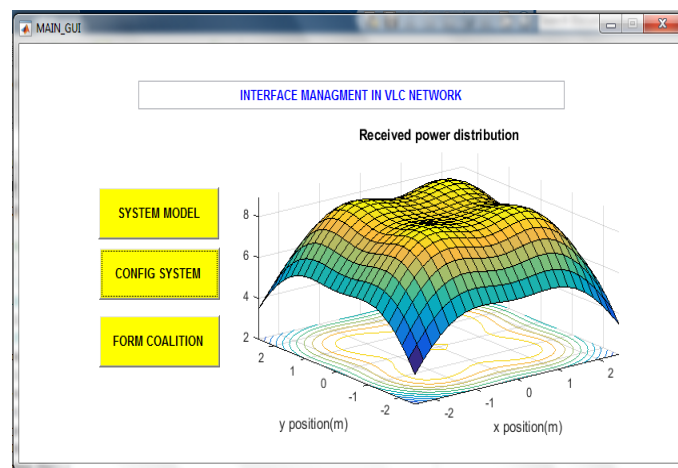 MAIN_GUI
INTERFACE MANAGMENT IN VLC NETWORK
Received power distribution
SYSTEM MODEL
CONFIG SYSTEM
FORM COALITION
8
6
4
2
2
1
0
-1
-2
y position(m)
-2
-1
0
1
2
x position(m)